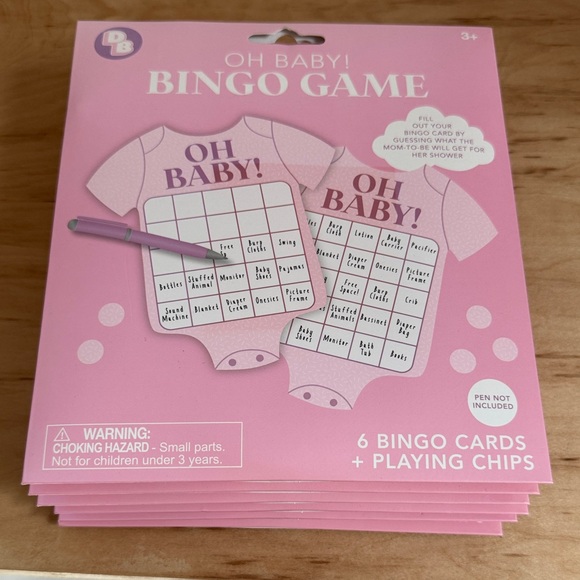 DB
OH BABY!
BINGO GAME
3+
FILL
OUT YOUR
BINGO CARD BY
GUESSING WHAT THE
MOM-TO-BE WILL GET FOR
HER SHOWER
OH
BABY!
Free
Burp
Cloths
Swing
Bottles
Stuffed
Animal
Monitor
Baby
Shoes
Pajamas
Sound
Machine
Blanket
Diaper
Cream
Onesies
Picture
Frame
OH
BABY!
Burp
Cloth
Lotion
Baby
Carrier
Pacifier
Blanket
Diaper
Cream
Onesies
Picture
Frame
Free
Space!
Burp
Cloths
Crib
Stuffed
Animals
Bassinet
Diaper
Bag
Baby
Shoes
Monitor
Bath
Tub
Books
PEN NOT
INCLUDED
WARNING:
CHOKING HAZARD - Small parts.
Not for children under 3 years.
6 BINGO CARDS
+ PLAYING CHIPS